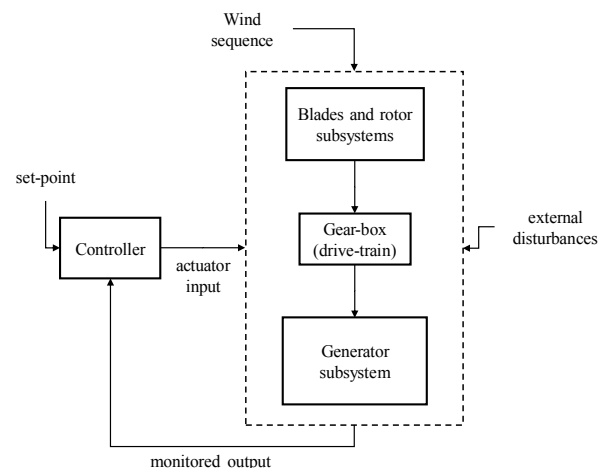 Wind
sequence
Blades and rotor
subsystems
set-point
Controller
actuator
input
Gear-box
(drive-train)
external
disturbances
Generator
subsystem
monitored output